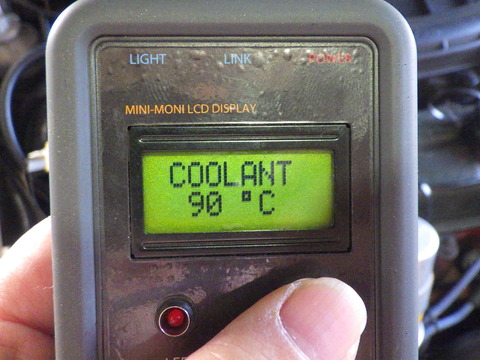 LIGHT LINK POWER
MINI-MONI LCD DISPLAY
COOLANT
90 °C